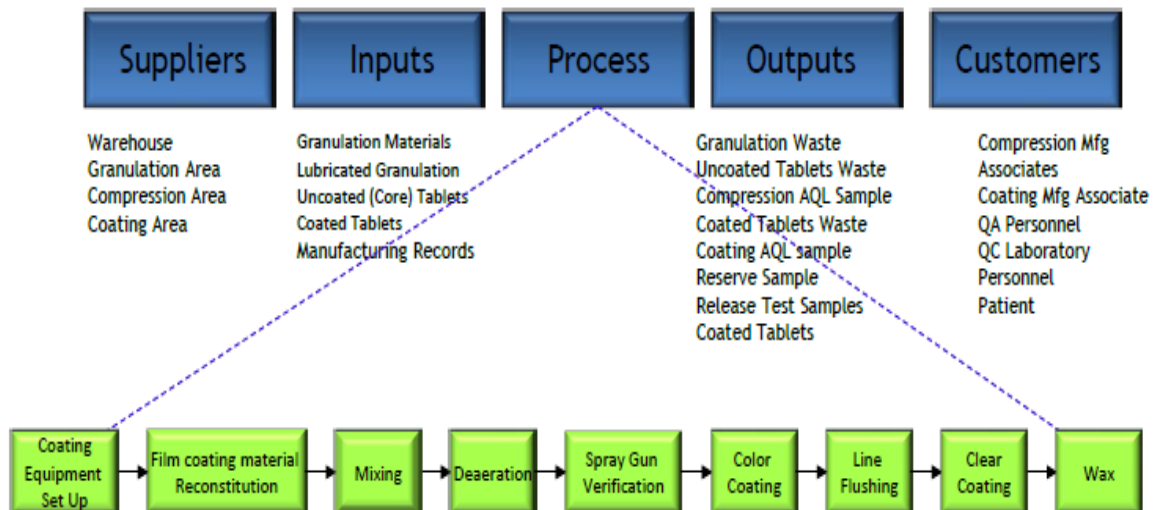 Suppliers
Inputs
Process
Outputs
Customers
Warehouse
Granulation Area
Compression Area
Coating Area
Granulation Materials
Lubricated Granulation
Uncoated (Core) Tablets
Coated Tablets
Manufacturing Records
Granulation Waste
Uncoated Tablets Waste
Compression AQL Sample
Coated Tablets Waste
Coating AQL sample
Reserve Sample
Release Test Samples
Coated Tablets
Compression Mfg
Associates
Coating Mfg Associate
QA Personnel
QC Laboratory
Personnel
Patient
Coating
Equipment
Set Up
Film coating material
Reconstitution
Mixing
Deaeration
Spray Gun
Verification
Color
Coating
Line
Flushing
Clear
Coating
Wax